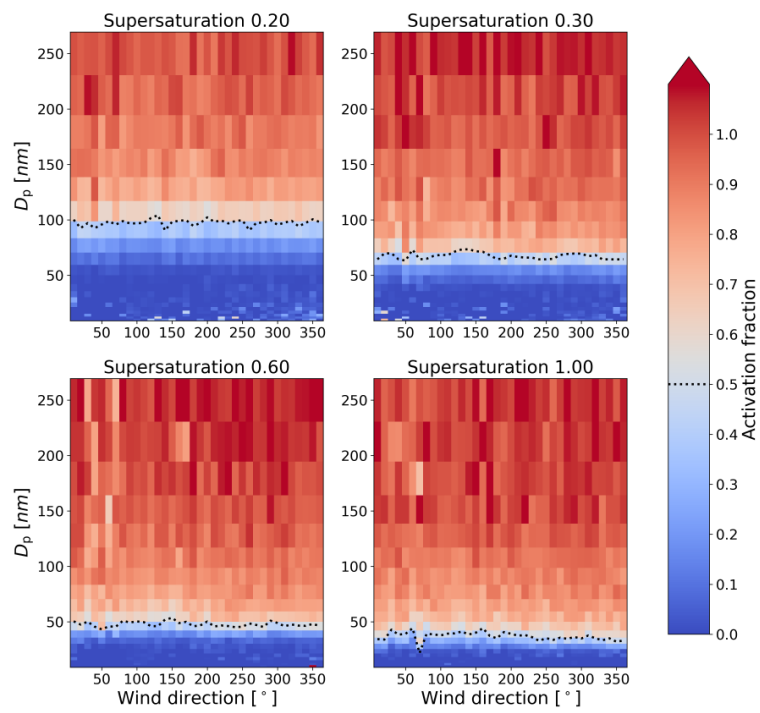 Supersaturation 0.20
Supersaturation 0.30
250
200
150
100
50
D_p [nm]
50 100 150 200 250 300 350
250
200
150
100
50
50 100 150 200 250 300 350
Supersaturation 0.60
Supersaturation 1.00
250
200
150
100
50
D_p [nm]
50 100 150 200 250 300 350
Wind direction [°]
250
200
150
100
50
50 100 150 200 250 300 350
Wind direction [°]
1.0
0.9
0.8
0.7
0.6
0.5
0.4
0.3
0.2
0.1
0.0
Activation fraction